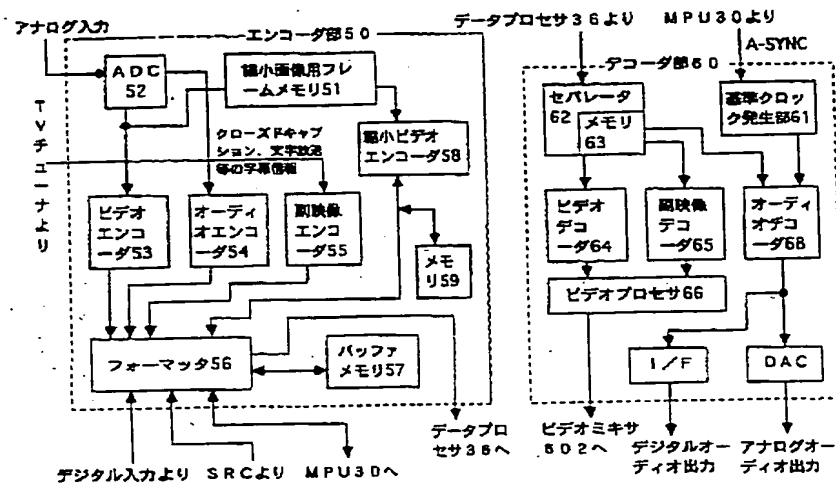 アナログ入力
エンコーダ部50
データプロセサ36より
MPU30より
A-SYNC
デコーダ部60
ADC
52
縮小画像用フレ
ームメモリ51
セパレータ
62
メモリ
63
基準クロッ
ク発生部61
TVチューナより
クローズドキャプ
ション、文字放送
等の字幕情報
縮小ビデオ
エンコーダ58
ビデオ
エンコ
ーダ53
オーデ
ィオエンコ
ーダ54
副映像
エンコ
ーダ55
メモ
リ59
ビデオ
デコ
ーダ64
副映像
デコ
ーダ65
オーデ
ィオデコ
ーダ68
ビデオプロセサ66
フォーマッタ56
バッファ
メモリ57
I/F
DAC
データプロ
セサ36へ
ビデオミキサ
602へ
デジタルオー
ディオ出力
アナログオー
ディオ出力
デジタル入力より
SRCより
MPU30へ